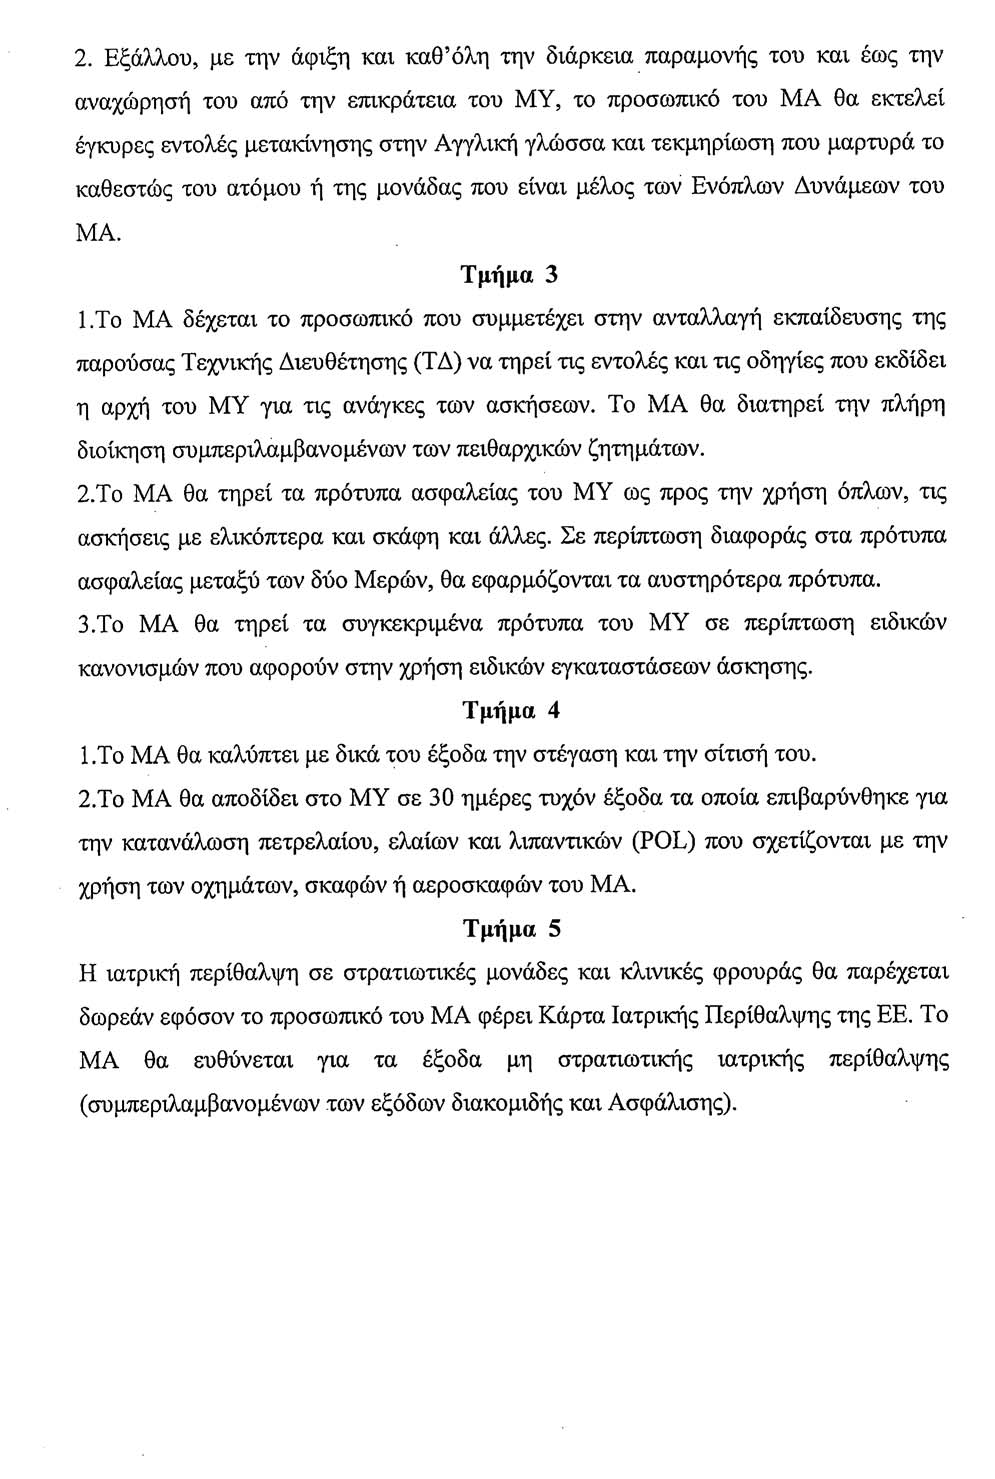 2. Εξάλλου, με την άφιξη και καθ’όλη την διάρκεια παραμονής του και έως την
αναχώρησή του από την επικράτεια του ΜΥ, το προσωπικό του ΜΑ θα εκτελεί
έγκυρες εντολές μετακίνησης στην Αγγλική γλώσσα και τεκμηρίωση που μαρτυρά το
καθεστώς του ατόμου ή της μονάδας που είναι μέλος των Ενόπλων Δυνάμεων του
ΜΑ.
Τμήμα 3
1.Το ΜΑ δέχεται το προσωπικό που συμμετέχει στην ανταλλαγή εκπαίδευσης της
παρούσας Τεχνικής Διευθέτησης (ΤΔ) να τηρεί τις εντολές και τις οδηγίες που εκδίδει
η αρχή του ΜΥ για τις ανάγκες των ασκήσεων. Το ΜΑ θα διατηρεί την πλήρη
διοίκηση συμπεριλαμβανομένων των πειθαρχικών ζητημάτων.
2.Το ΜΑ θα τηρεί τα πρότυπα ασφαλείας του ΜΥ ως προς την χρήση όπλων, τις
ασκήσεις με ελικόπτερα και σκάφη και άλλες. Σε περίπτωση διαφοράς στα πρότυπα
ασφαλείας μεταξύ των δύο Μερών, θα εφαρμόζονται τα αυστηρότερα πρότυπα.
3.Το ΜΑ θα τηρεί τα συγκεκριμένα πρότυπα του ΜΥ σε περίπτωση ειδικών
κανονισμών που αφορούν στην χρήση ειδικών εγκαταστάσεων άσκησης.
Τμήμα 4
1.Το ΜΑ θα καλύπτει με δικά του έξοδα την στέγαση και την σίτισή του.
2.Το ΜΑ θα αποδίδει στο ΜΥ σε 30 ημέρες τυχόν έξοδα τα οποία επιβαρύνθηκε για
την κατανάλωση πετρελαίου, ελαίων και λιπαντικών (POL) που σχετίζονται με την
χρήση των οχημάτων, σκαφών ή αεροσκαφών του ΜΑ.
Τμήμα 5
Η ιατρική περίθαλψη σε στρατιωτικές μονάδες και κλινικές φρουράς θα παρέχεται
δωρεάν εφόσον το προσωπικό του ΜΑ φέρει Κάρτα Ιατρικής Περίθαλψης της ΕΕ. Το
ΜΑ θα ευθύνεται για τα έξοδα μη στρατιωτικής ιατρικής περίθαλψης
(συμπεριλαμβανομένων των εξόδων διακομιδής και Ασφάλισης).